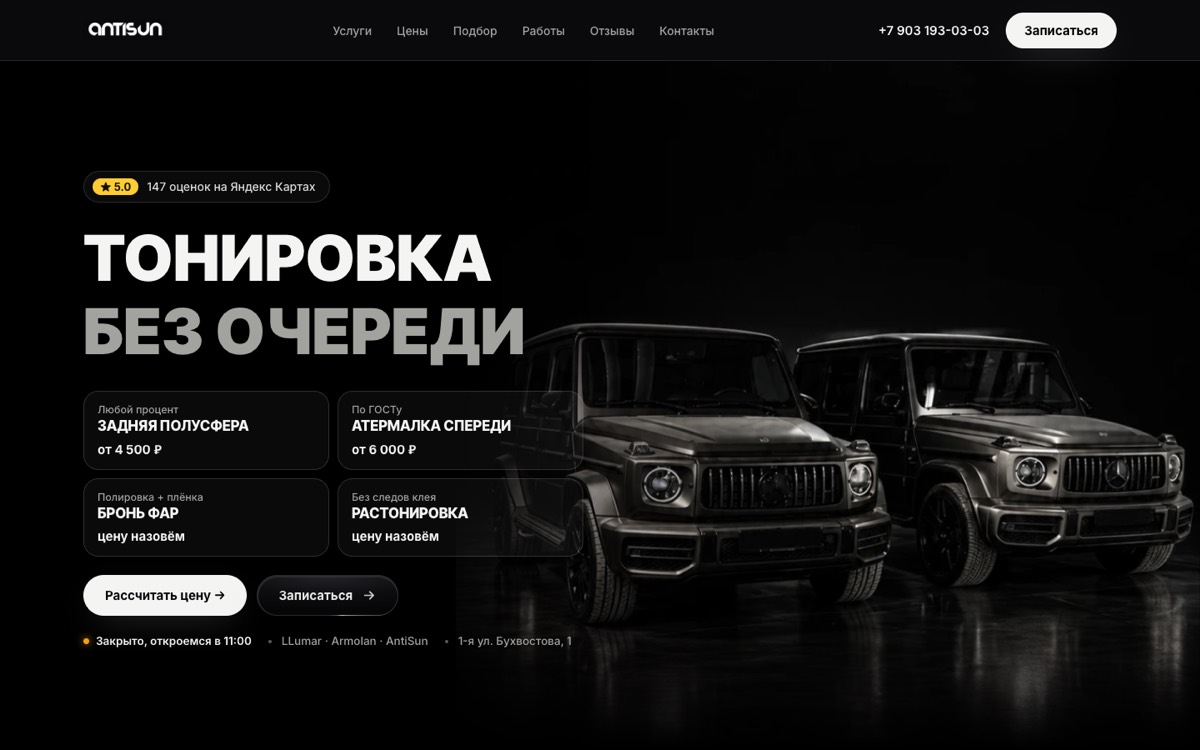 ANTISUN
Услуги Цены Подбор Работы Отзывы Контакты
+7 903 193-03-03
Записаться
5.0 147 оценок на Яндекс Картах
ТОНИРОВКА
БЕЗ ОЧЕРЕДИ
Любой процент
ЗАДНЯЯ ПОЛУСФЕРА
от 4 500 ₽
По ГОСТу
АТЕРМАЛКА СПЕРЕДИ
от 6 000 ₽
Полировка + плёнка
БРОНЬ ФАР
цену назовём
Без следов клея
РАСТОНИРОВКА
цену назовём
Рассчитать цену →
Записаться →
Закрыто, откроемся в 11:00 • LLumar · Armolan · AntiSun • 1-я ул. Бухвостова, 1